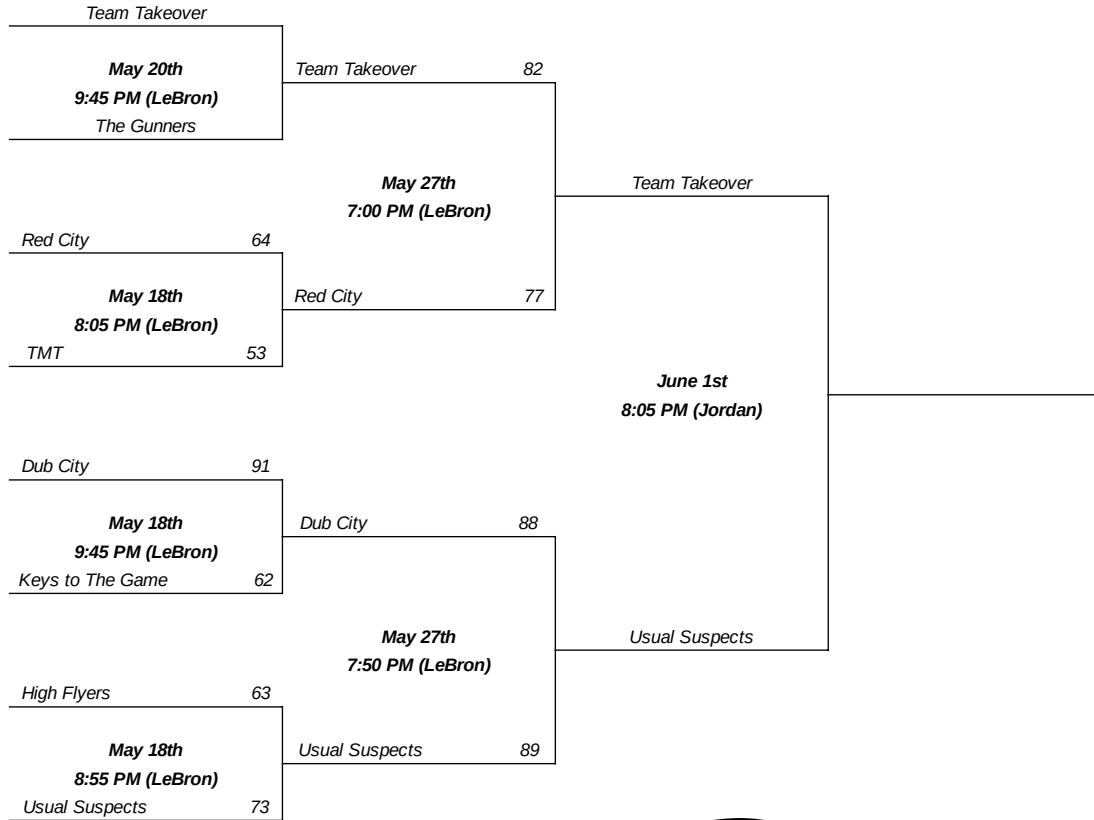 Team Takeover
May 20th
9:45 PM (LeBron)
The Gunners
Team Takeover 82
May 27th
7:00 PM (LeBron)
Team Takeover
Red City 64
May 18th
8:05 PM (LeBron)
TMT 53
Red City 77
June 1st
8:05 PM (Jordan)
Dub City 91
May 18th
9:45 PM (LeBron)
Keys to The Game 62
Dub City 88
May 27th
7:50 PM (LeBron)
Usual Suspects
High Flyers 63
May 18th
8:55 PM (LeBron)
Usual Suspects 73
Usual Suspects 89